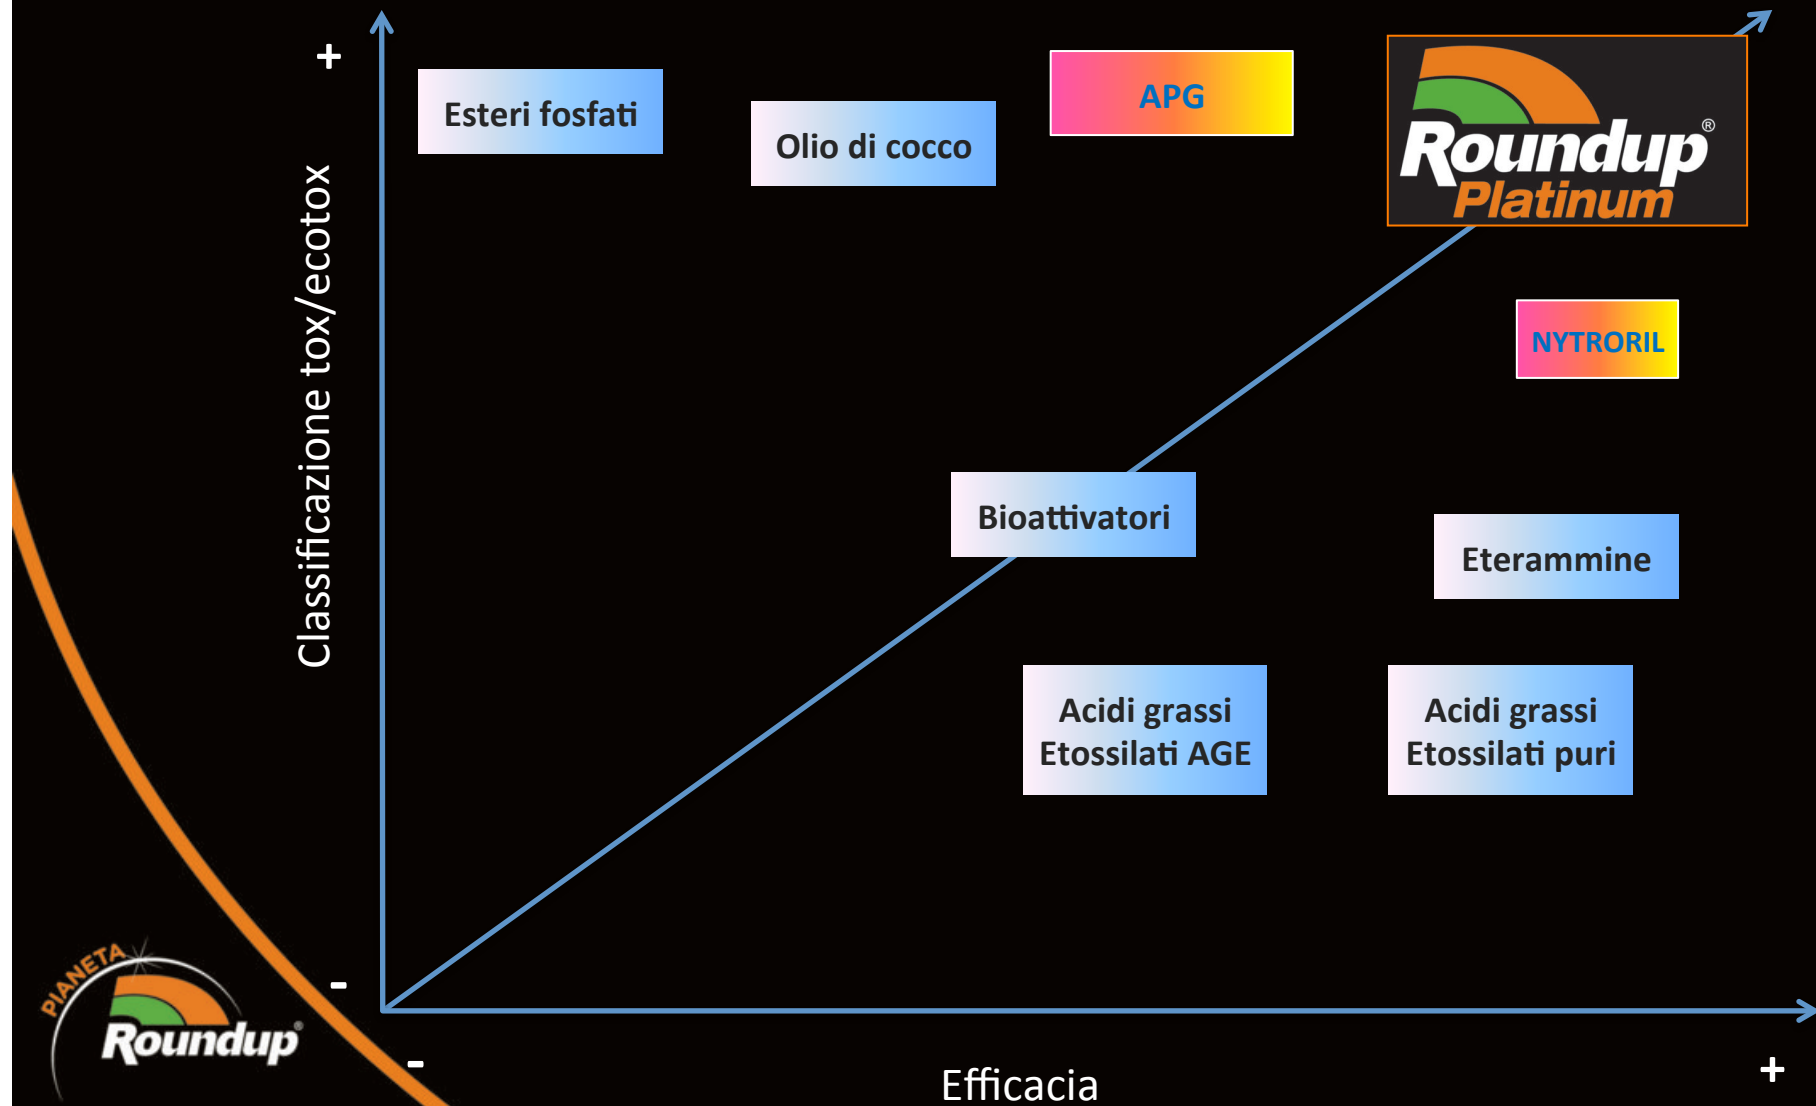 +
Esteri fosfati
Olio di cocco
APG
Roundup®
Platinum
Classificazione tox/ecotox
NYTRORIL
Bioattivatori
Eterammine
Acidi grassi
Etossilati AGE
Acidi grassi
Etossilati puri
-
PIANETA
Roundup®
-
Efficacia
+